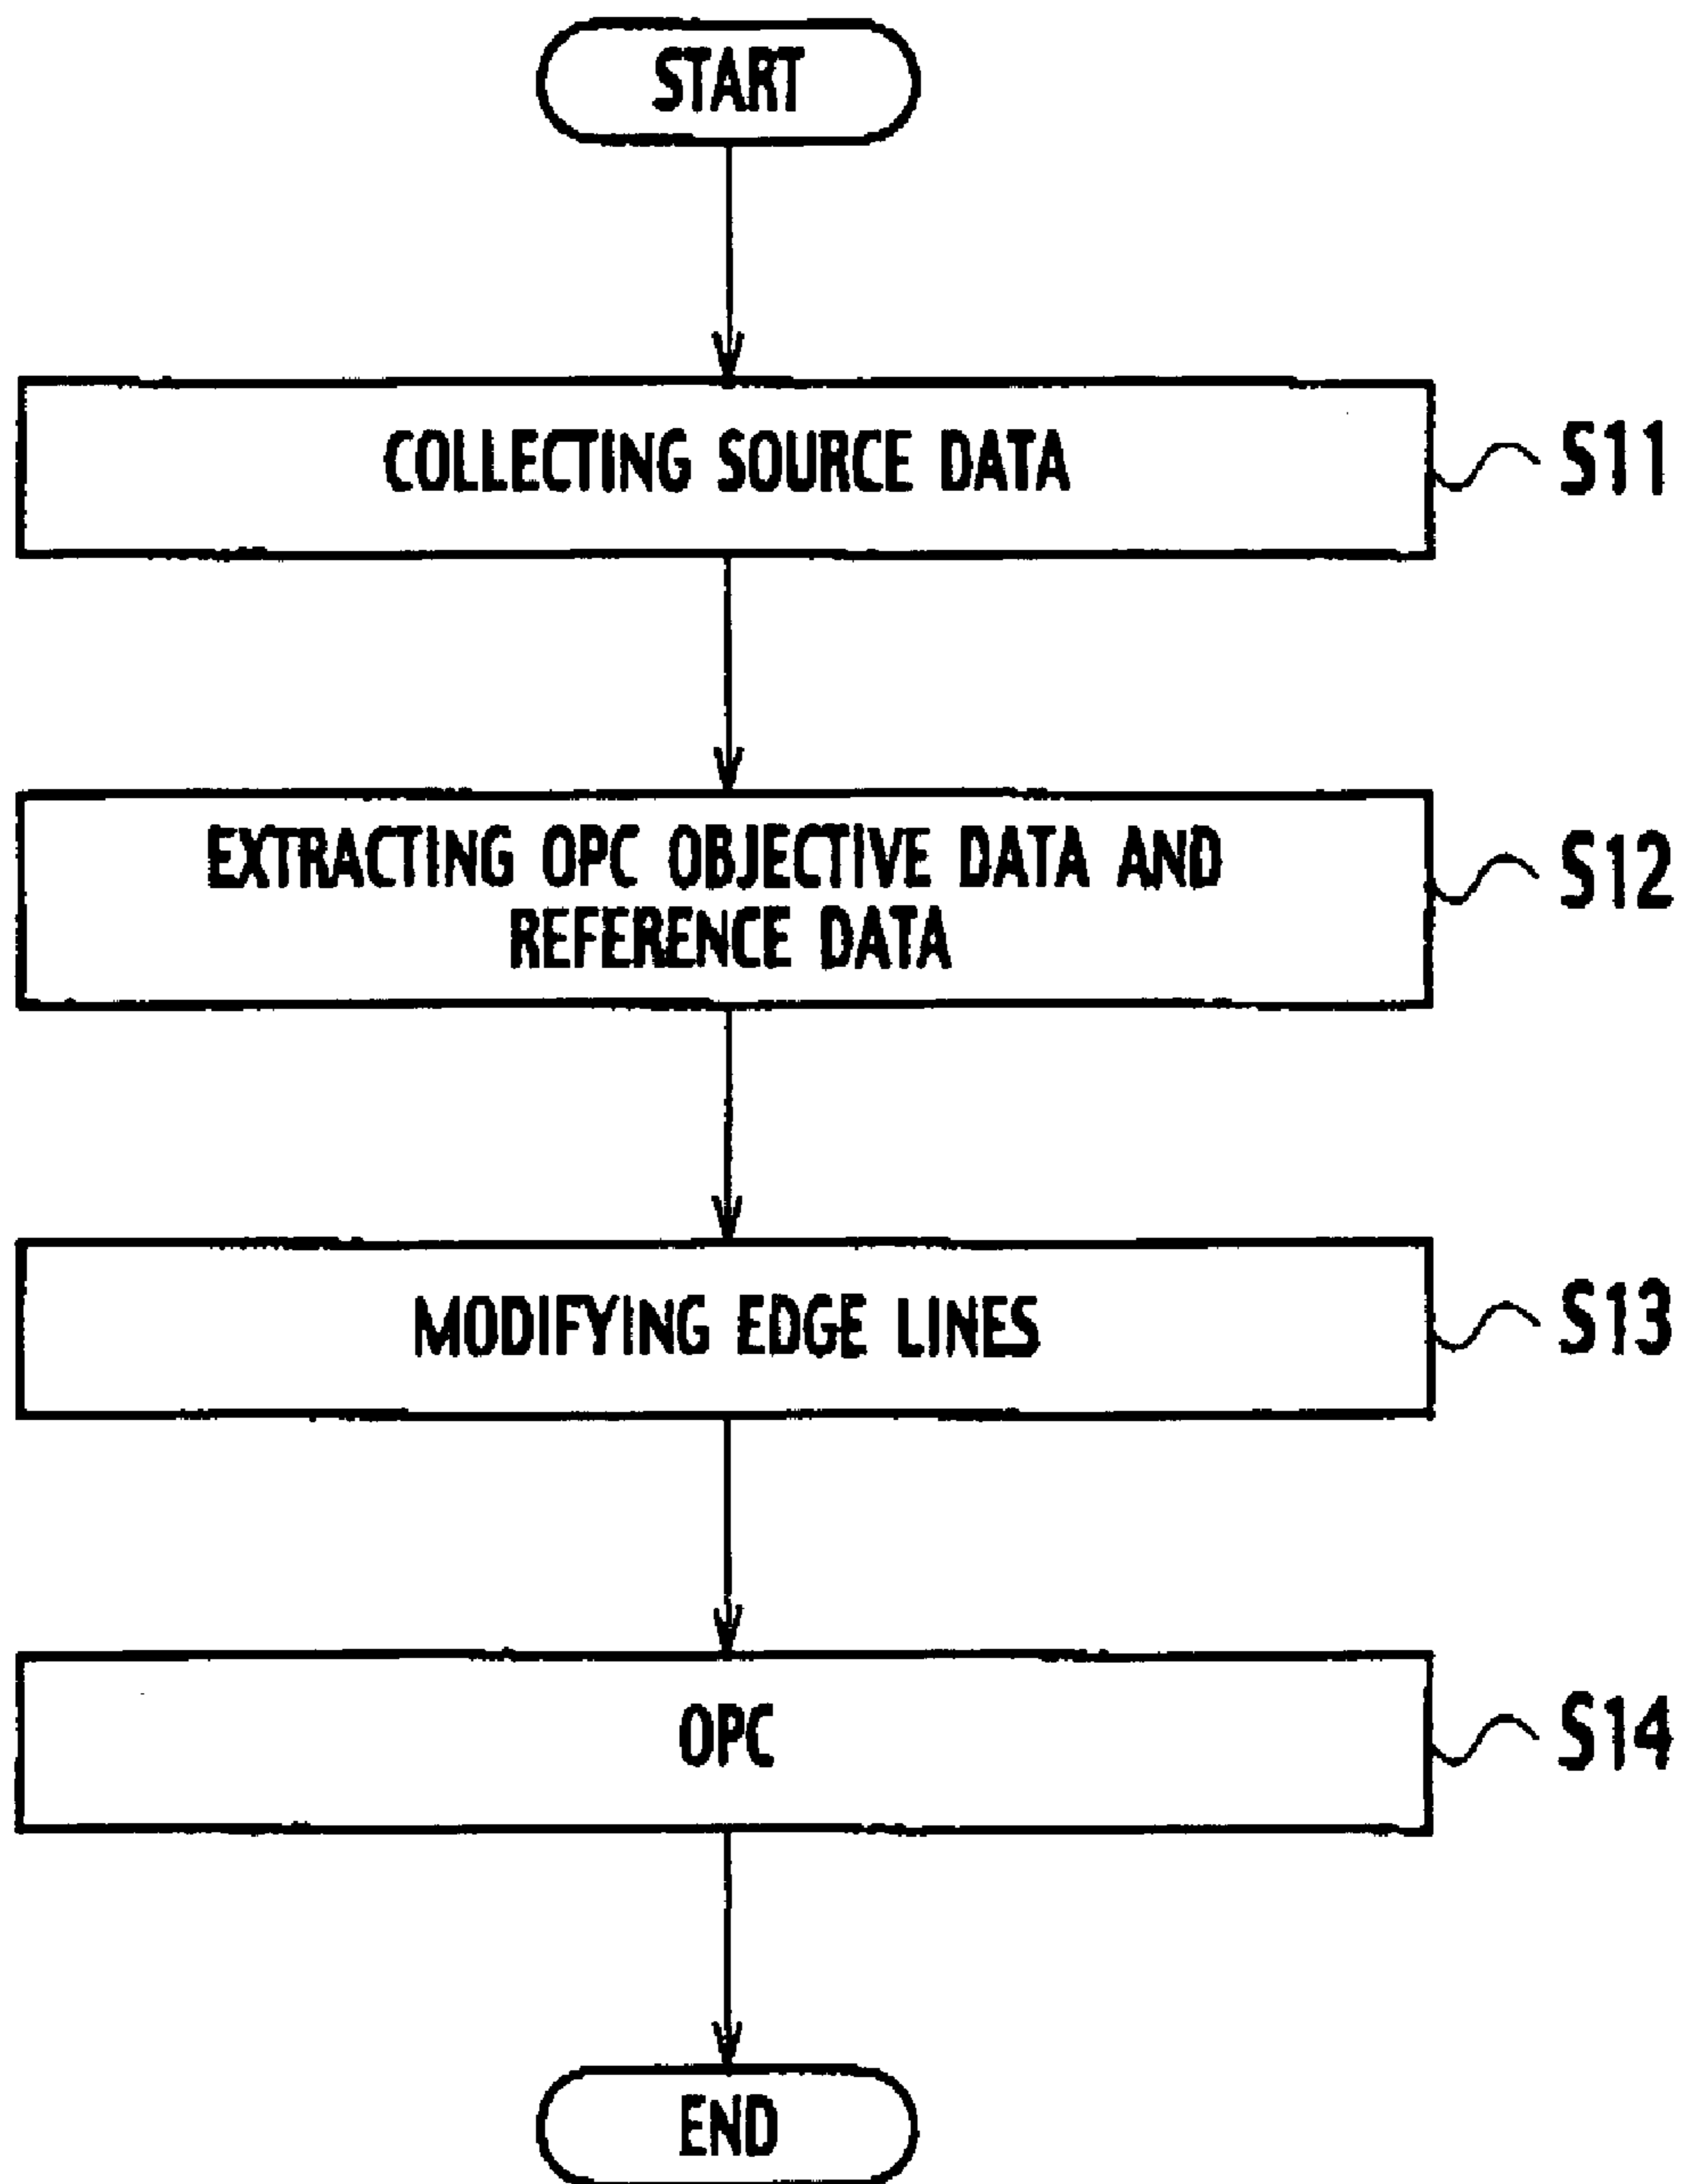 START
COLLECTING SOURCE DATA
S11
EXTRACTING OPC OBJECTIVE DATA AND
REFERENCE DATA
S12
MODIFYING EDGE LINES
S13
OPC
S14
END